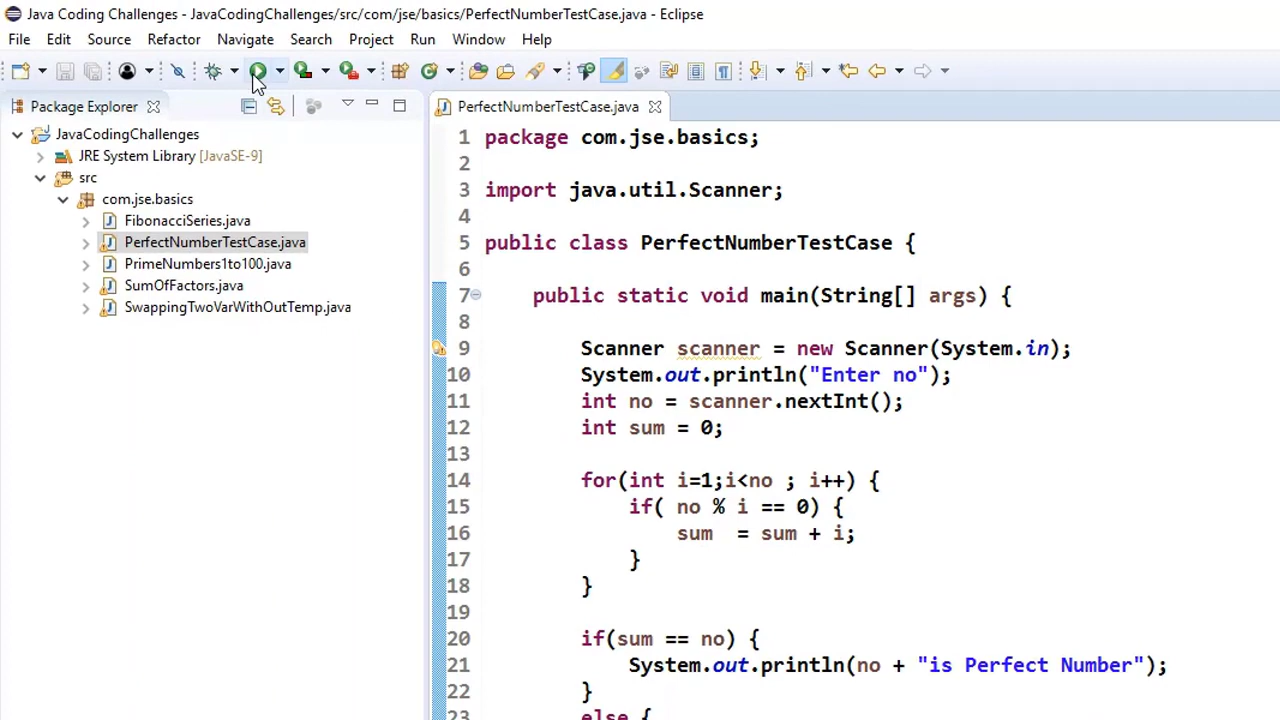 Java Coding Challenges - JavaCodingChallenges/src/com/jse/basics/PerfectNumberTestCase.java - Eclipse
File Edit Source Refactor Navigate Search Project Run Window Help
Package Explorer
JavaCodingChallenges
JRE System Library [JavaSE-9]
src
com.jse.basics
FibonacciSeries.java
PerfectNumberTestCase.java
PrimeNumbers1to100.java
SumOfFactors.java
SwappingTwoVarWithOutTemp.java
PerfectNumberTestCase.java
1 package com.jse.basics;
2
3 import java.util.Scanner;
4
5 public class PerfectNumberTestCase {
6
7 public static void main(String[] args) {
8
9 Scanner scanner = new Scanner(System.in);
10 System.out.println("Enter no");
11 int no = scanner.nextInt();
12 int sum = 0;
13
14 for(int i=1;i<no ; i++) {
15 if( no % i == 0) {
16 sum  = sum + i;
17 }
18 }
19
20 if(sum == no) {
21 System.out.println(no + "is Perfect Number");
22 }
23 else {